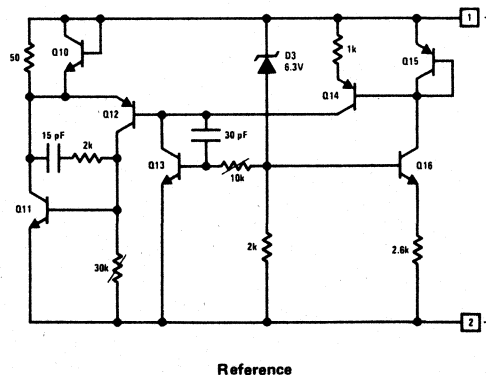 1
50
Q10
D3
6.3V
1k
Q15
Q14
Q12
15 pF
2k
30 pF
Q13
10k
Q16
Q11
30k
2k
2.6k
2
Reference